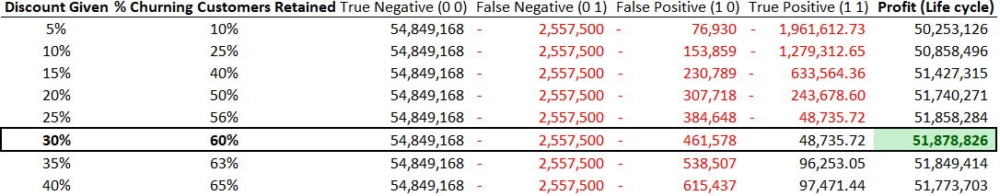 Discount Given % Churning Customers Retained True Negative (0 0) False Negative (0 1) False Positive (1 0) True Positive (1 1) Profit (Life cycle)
5% 10% 54,849,168 - 2,557,500 - 76,930 - 1,961,612.73 50,253,126
10% 25% 54,849,168 - 2,557,500 - 153,859 - 1,279,312.65 50,858,496
15% 40% 54,849,168 - 2,557,500 - 230,789 - 633,564.36 51,427,315
20% 50% 54,849,168 - 2,557,500 - 307,718 - 243,678.60 51,740,271
25% 56% 54,849,168 - 2,557,500 - 384,648 - 48,735.72 51,858,284
30% 60% 54,849,168 - 2,557,500 - 461,578 48,735.72 51,878,826
35% 63% 54,849,168 - 2,557,500 - 538,507 96,253.05 51,849,414
40% 65% 54,849,168 - 2,557,500 - 615,437 97,471.44 51,773,703